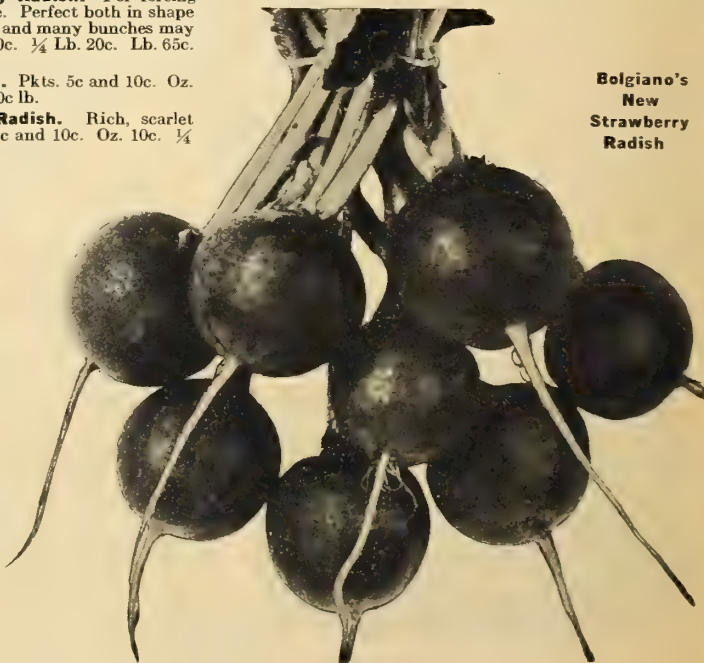 For forcing
e. Perfect both in shape
and many bunches may
0c. ¼ Lb. 20c. Lb. 65c.
. Pkts. 5c and 10c. Oz.
0c lb.
Radish. Rich, scarlet
c and 10c. Oz. 10c. ¼
Bolgiano's
New
Strawberry
Radish